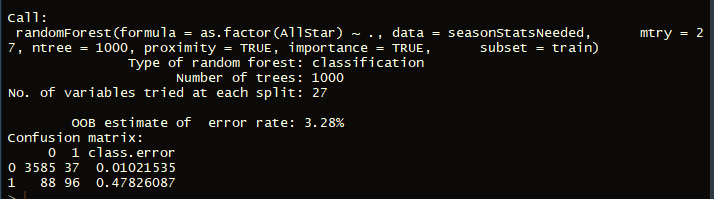 Call:
 randomForest(formula = as.factor(AllStar) ~ ., data = seasonStatsNeeded,      mtry = 2
7, ntree = 1000, proximity = TRUE, importance = TRUE,      subset = train)
               Type of random forest: classification
                     Number of trees: 1000
No. of variables tried at each split: 27

        OOB estimate of  error rate: 3.28%
Confusion matrix:
     0  1 class.error
0 3585 37  0.01021535
1   88 96  0.47826087
>